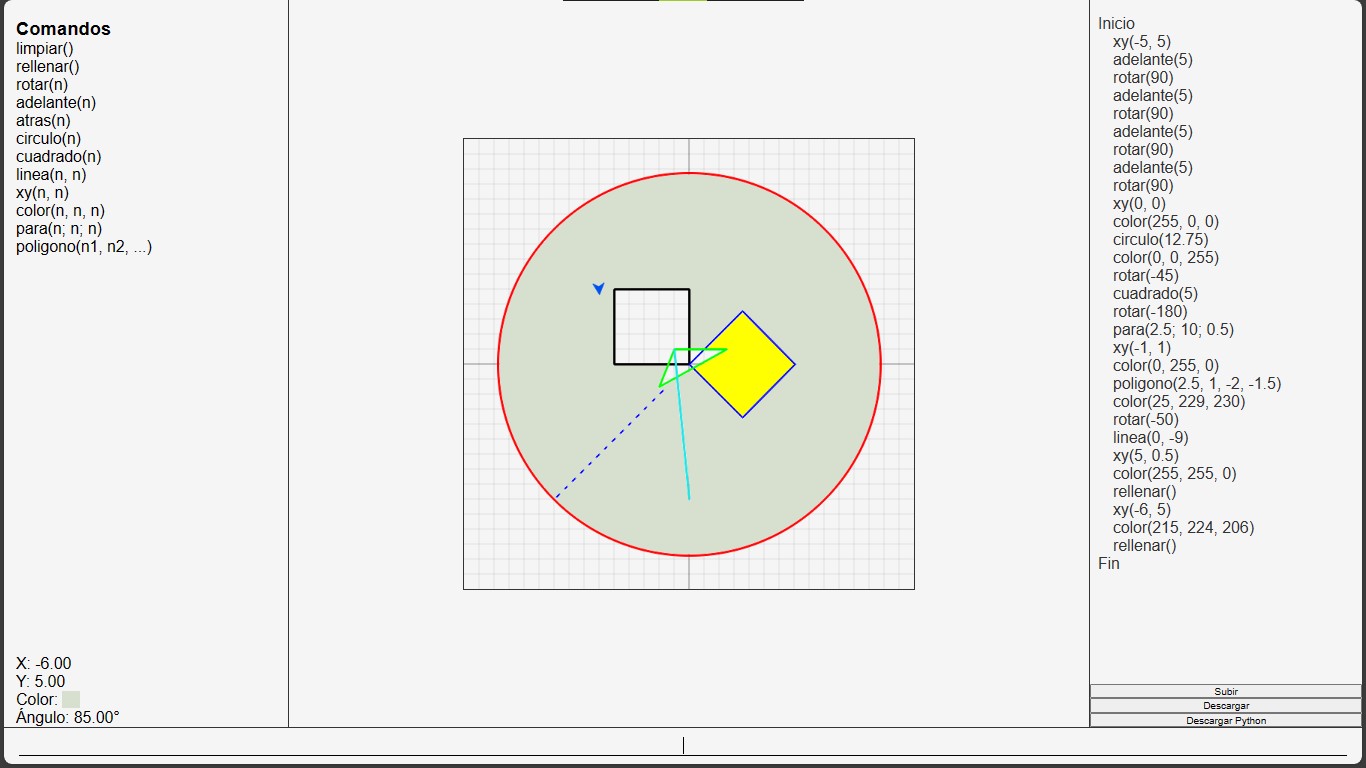 Comandos
limpiar()
rellenar()
rotar(n)
adelante(n)
atras(n)
circulo(n)
cuadrado(n)
linea(n, n)
xy(n, n)
color(n, n, n)
para(n; n; n)
poligono(n1, n2, ...)
X: -6.00
Y: 5.00
Color:
Ángulo: 85.00°
Inicio
xy(-5, 5)
adelante(5)
rotar(90)
adelante(5)
rotar(90)
adelante(5)
rotar(90)
adelante(5)
rotar(90)
xy(0, 0)
color(255, 0, 0)
circulo(12.75)
color(0, 0, 255)
rotar(-45)
cuadrado(5)
rotar(-180)
para(2.5; 10; 0.5)
xy(-1, 1)
color(0, 255, 0)
poligono(2.5, 1, -2, -1.5)
color(25, 229, 230)
rotar(-50)
linea(0, -9)
xy(5, 0.5)
color(255, 255, 0)
rellenar()
xy(-6, 5)
color(215, 224, 206)
rellenar()
Fin
Subir
Descargar
Descargar Python